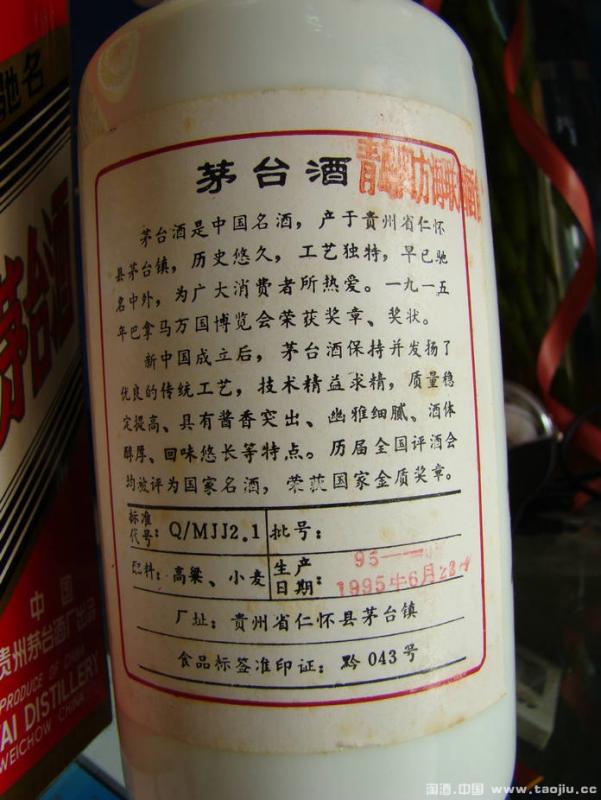 驰名
茅台酒
茅台酒是中国名酒，产于贵州省仁怀
县茅台镇，历史悠久，工艺独特，早已驰
名中外，为广大消费者所热爱。一九一五
年巴拿马万国博览会荣获奖章、奖状。
新中国成立后，茅台酒保持并发扬了
优良的传统工艺，技术精益求精，质量稳
定提高、具有酱香突出、幽雅细腻、酒体
醇厚、回味悠长等特点。历届全国评酒会
均被评为国家名酒，荣获国家金质奖章。
标准代号：Q/MJJ2.1 批号：
配料：高粱、小麦 生产日期：
95—
1995年6月28
厂址：贵州省仁怀县茅台镇
食品标签准印证：黔043号
茅台酒
中国
贵州茅台酒厂出品
PRODUCE OF CHINA
AI DISTILLERY
WEICHOW CHINA
淘酒.中国 www.taojiu.cc